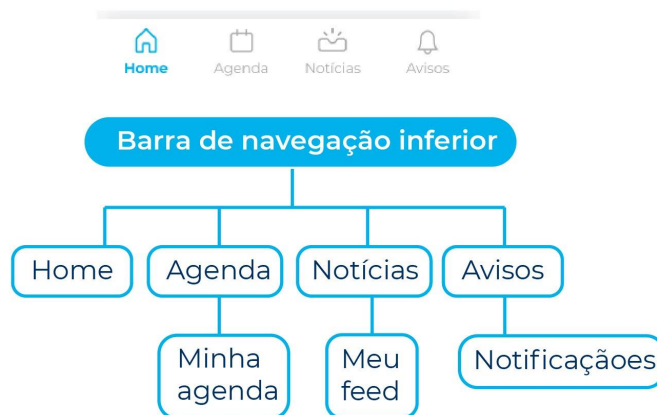 Home Agenda Notícias Avisos
Barra de navegação inferior
Home Agenda Notícias Avisos
Minha
agenda
Meu
feed
Notificaçãoes